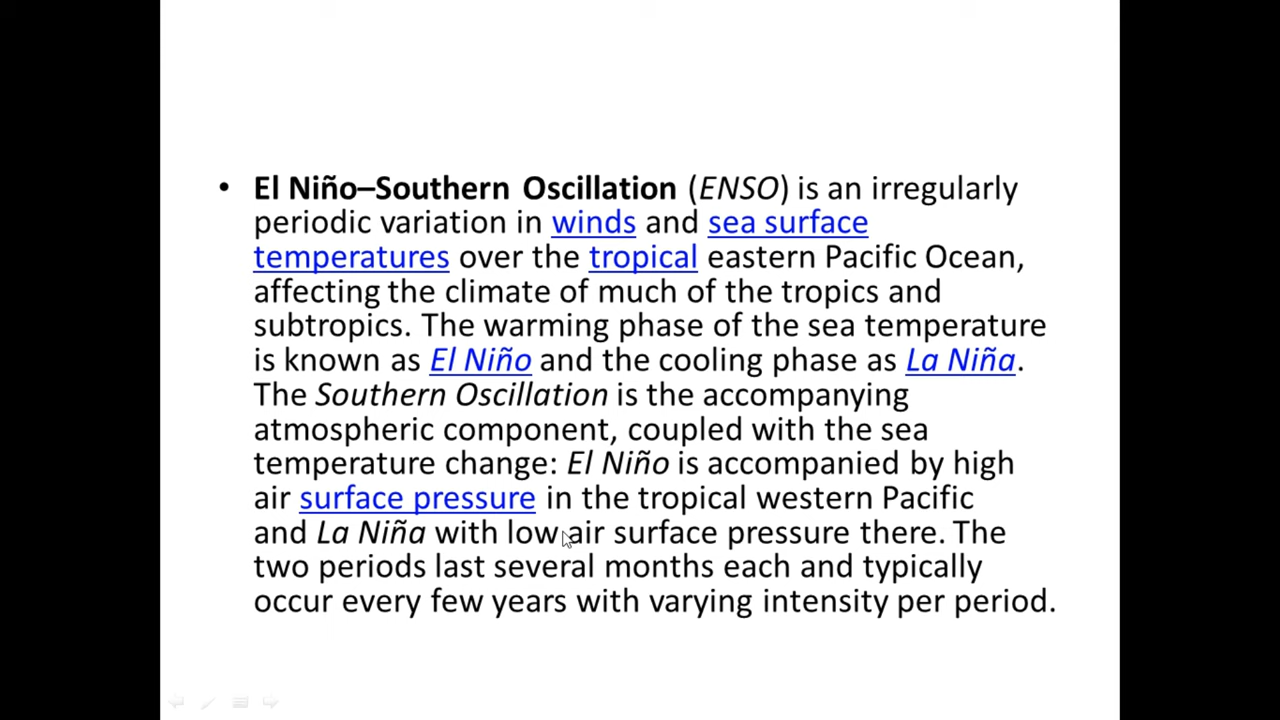 • El Niño–Southern Oscillation (ENSO) is an irregularly
periodic variation in winds and sea surface
temperatures over the tropical eastern Pacific Ocean,
affecting the climate of much of the tropics and
subtropics. The warming phase of the sea temperature
is known as El Niño and the cooling phase as La Niña.
The Southern Oscillation is the accompanying
atmospheric component, coupled with the sea
temperature change: El Niño is accompanied by high
air surface pressure in the tropical western Pacific
and La Niña with low air surface pressure there. The
two periods last several months each and typically
occur every few years with varying intensity per period.